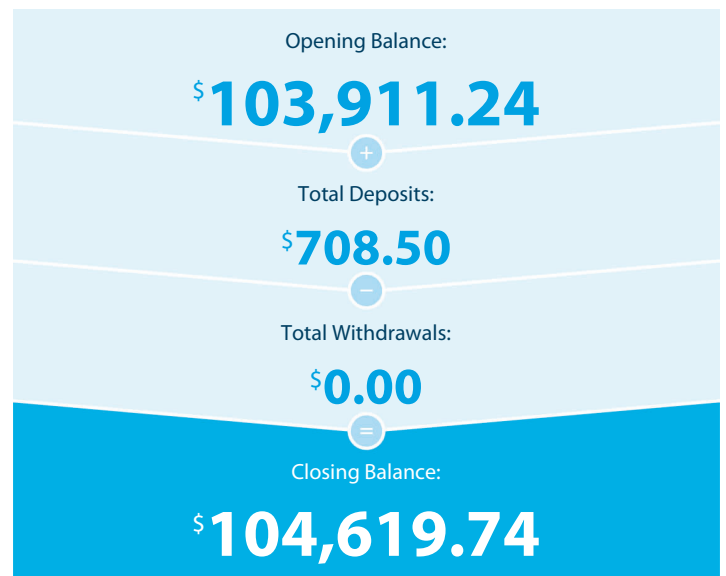 Opening Balance:
$103,911.24
+
Total Deposits:
$708.50
−
Total Withdrawals:
$0.00
=
Closing Balance:
$104,619.74